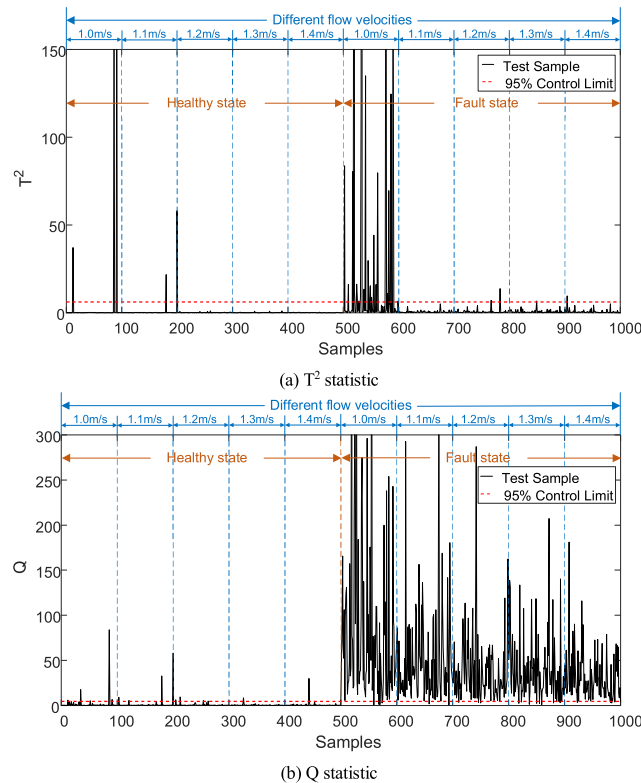 Different flow velocities
1.0m/s 1.1m/s 1.2m/s 1.3m/s 1.4m/s 1.0m/s 1.1m/s 1.2m/s 1.3m/s 1.4m/s
150
Test Sample
95% Control Limit
Healthy state
Fault state
100
T²
50
0
0 100 200 300 400 500 600 700 800 900 1000
Samples
(a) T² statistic
Different flow velocities
1.0m/s 1.1m/s 1.2m/s 1.3m/s 1.4m/s 1.0m/s 1.1m/s 1.2m/s 1.3m/s 1.4m/s
300
Healthy state
Fault state
Test Sample
95% Control Limit
250
200
150
Q
100
50
0
0 100 200 300 400 500 600 700 800 900 1000
Samples
(b) Q statistic